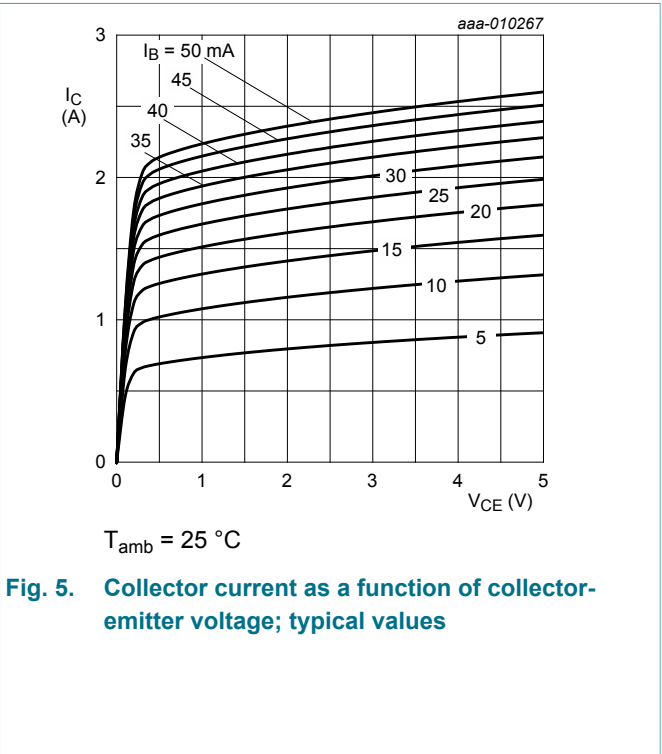 aaa-010267
3
I_B = 50 mA
I_C
(A)
45
40
35
2
30
25
20
15
1
10
5
0
0 1 2 3 4 5
V_CE (V)
T_amb = 25 °C
Fig. 5. Collector current as a function of collector-
emitter voltage; typical values